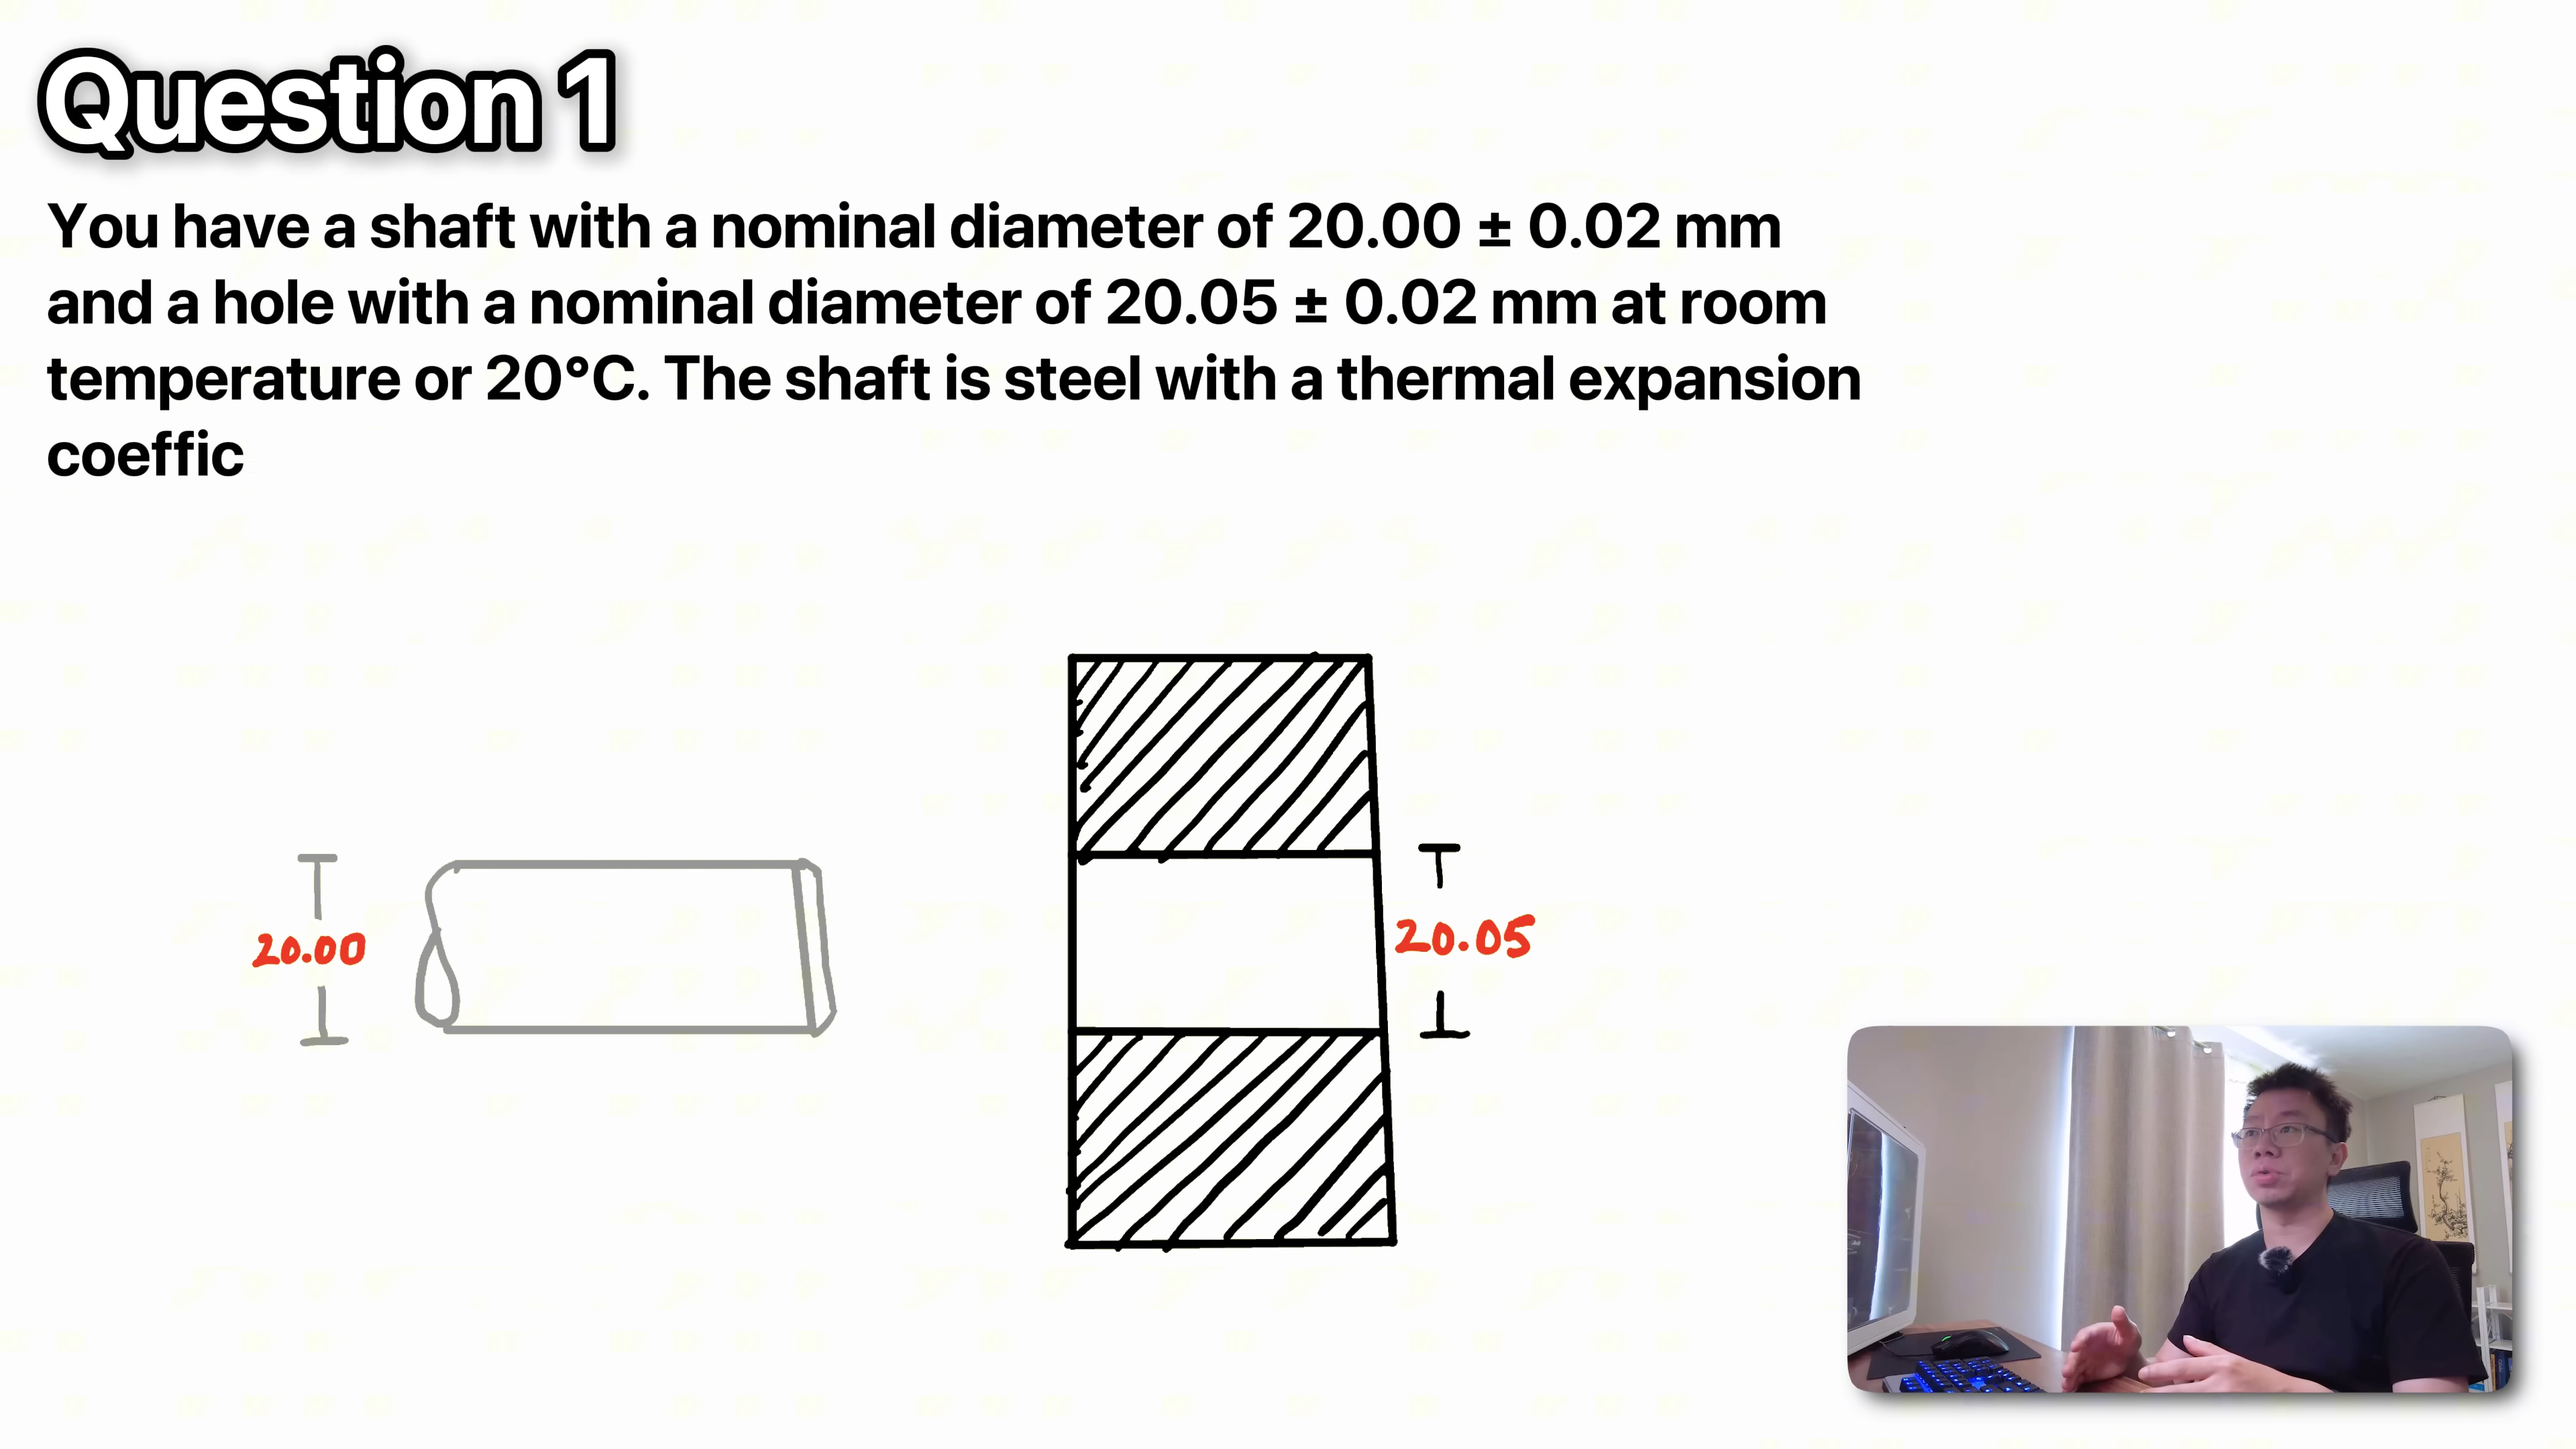 Question 1
You have a shaft with a nominal diameter of 20.00 ± 0.02 mm
and a hole with a nominal diameter of 20.05 ± 0.02 mm at room
temperature or 20°C. The shaft is steel with a thermal expansion
coeffic
20.00
20.05